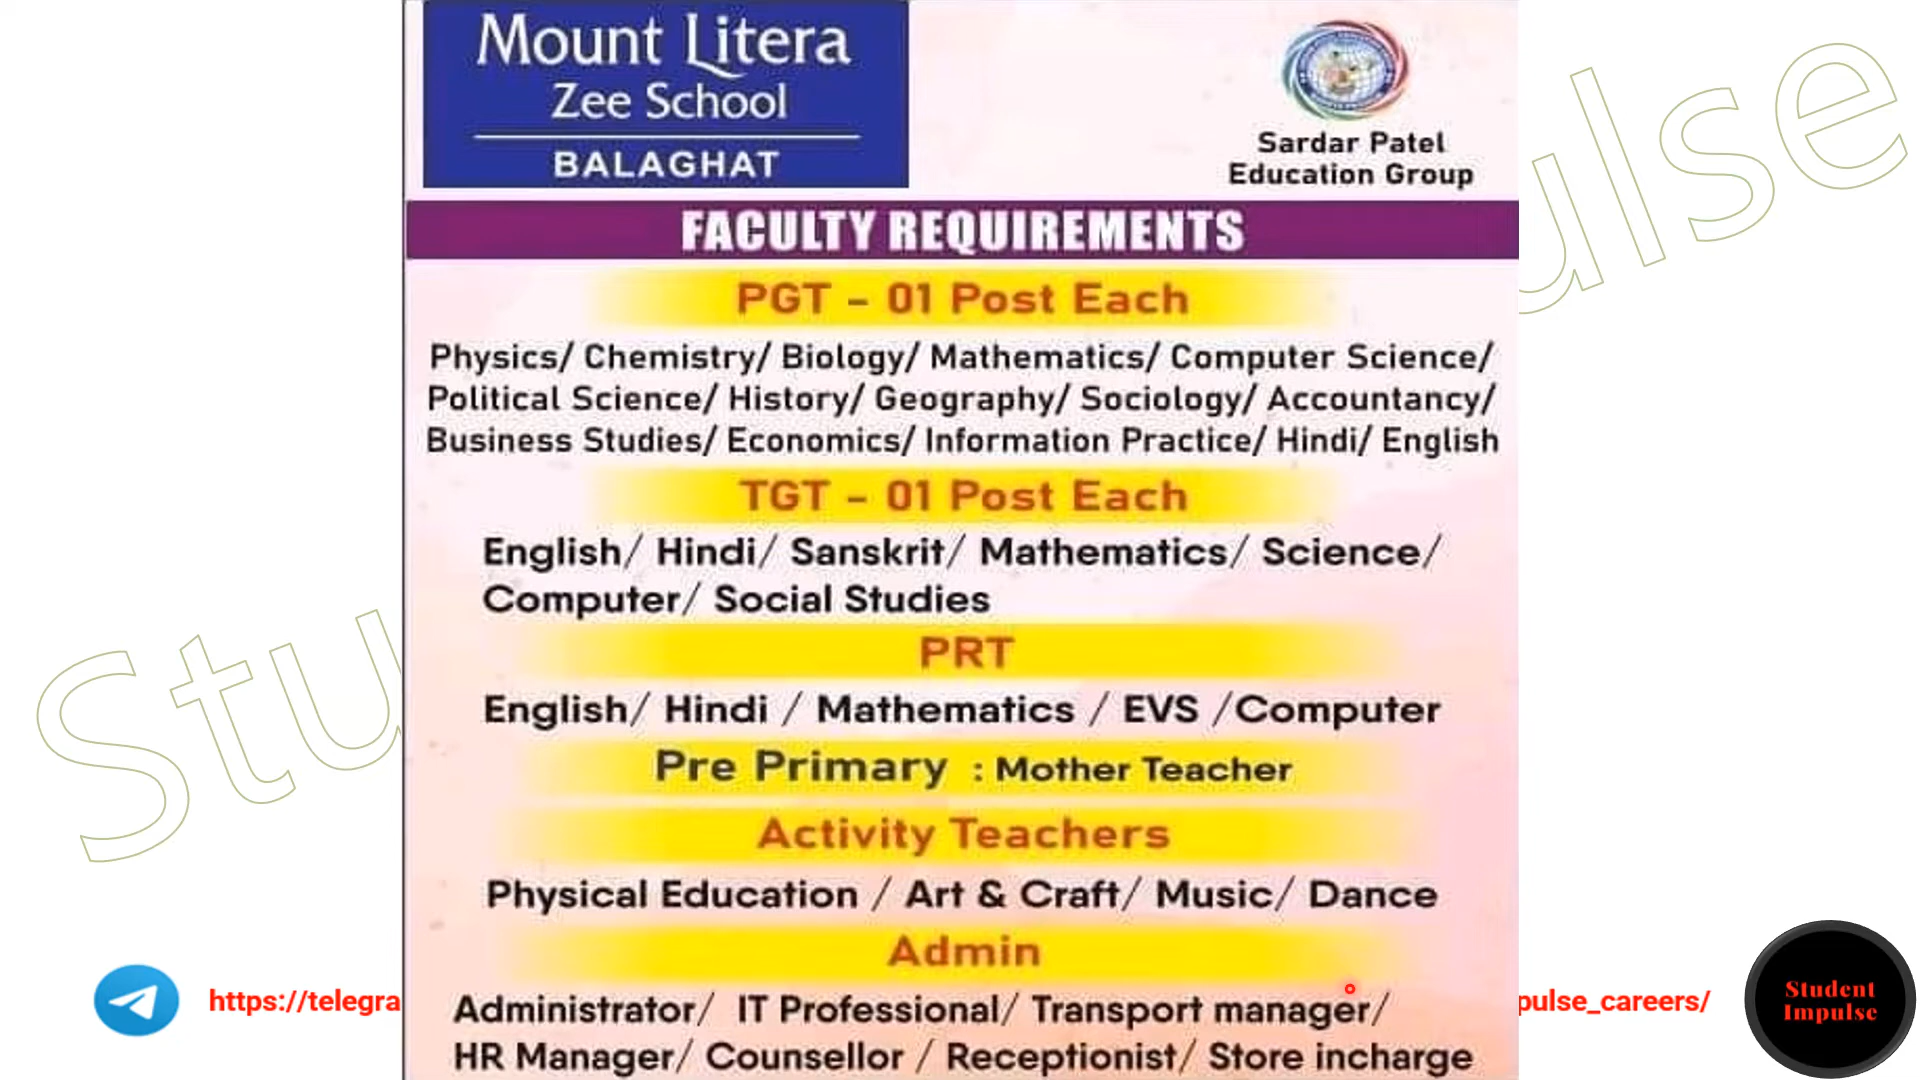 Mount Litera
Zee School
BALAGHAT
Sardar Patel
Education Group
FACULTY REQUIREMENTS
PGT - 01 Post Each
Physics/ Chemistry/ Biology/ Mathematics/ Computer Science/
Political Science/ History/ Geography/ Sociology/ Accountancy/
Business Studies/ Economics/ Information Practice/ Hindi/ English
TGT - 01 Post Each
English/ Hindi/ Sanskrit/ Mathematics/ Science/
Computer/ Social Studies
PRT
English/ Hindi / Mathematics / EVS /Computer
Pre Primary : Mother Teacher
Activity Teachers
Physical Education / Art & Craft/ Music/ Dance
Admin
Administrator/ IT Professional/ Transport manager/
HR Manager/ Counsellor / Receptionist/ Store incharge
Stu
ulse
https://telegra
pulse_careers/
Student
Impulse